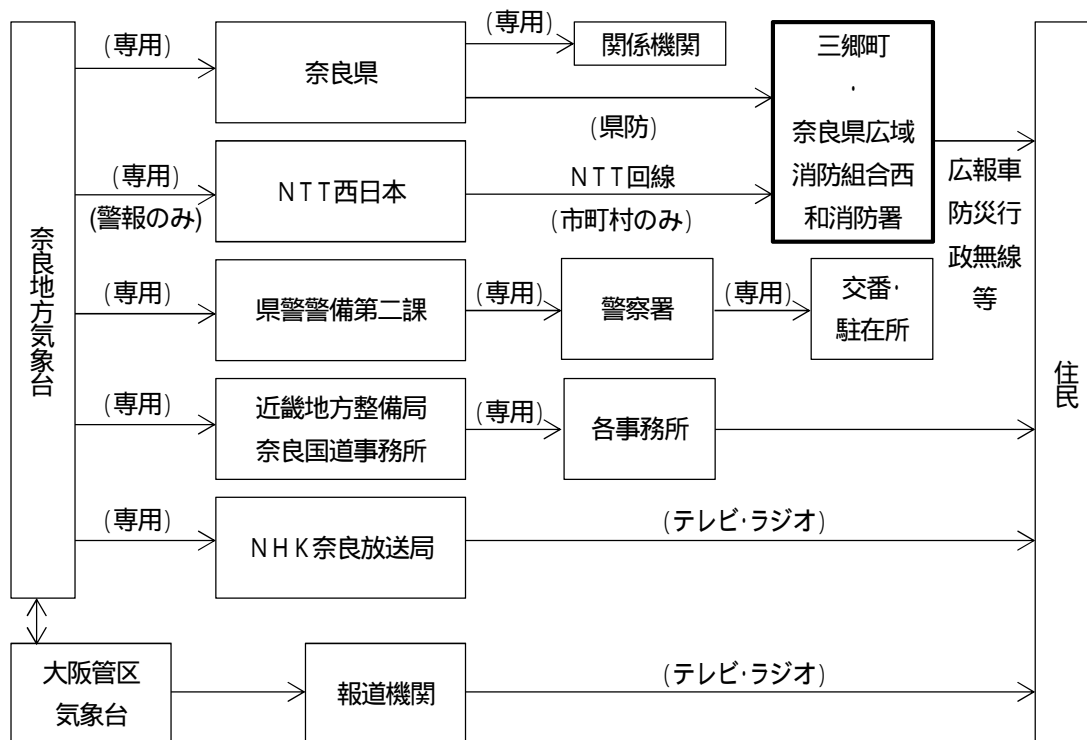 奈良地方気象台
(専用)
奈良県
(専用)
関係機関
(県防)
三郷町
・
奈良県広域
消防組合西
和消防署
広報車
防災行
政無線
等
住民
(専用)
(警報のみ)
NTT西日本
NTT回線
(市町村のみ)
(専用)
県警警備第二課
(専用)
警察署
(専用)
交番・
駐在所
(専用)
近畿地方整備局
奈良国道事務所
(専用)
各事務所
(専用)
NHK奈良放送局
(テレビ・ラジオ)
大阪管区
気象台
報道機関
(テレビ・ラジオ)